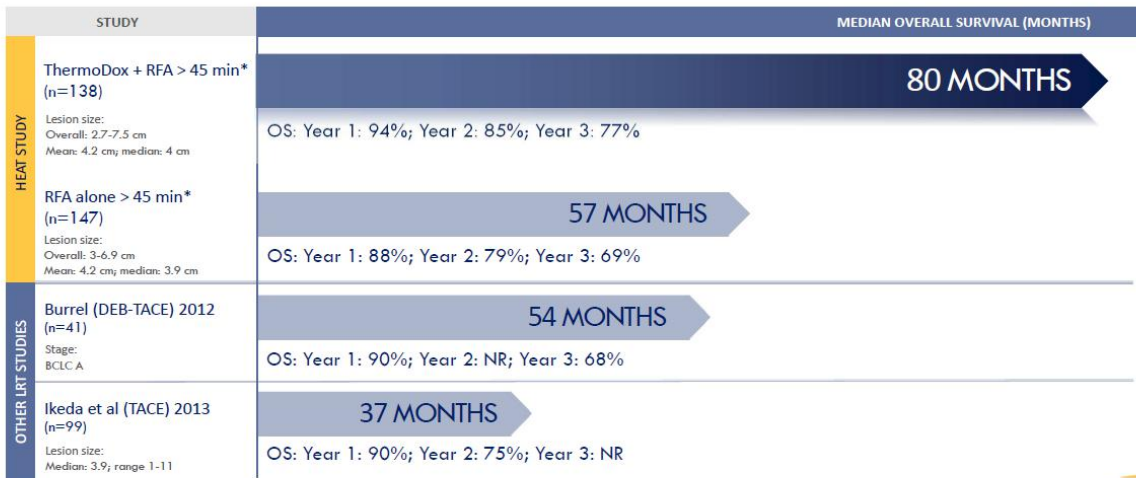 STUDY
MEDIAN OVERALL SURVIVAL (MONTHS)
HEAT STUDY
ThermoDox + RFA > 45 min*
(n=138)
Lesion size:
Overall: 2.7-7.5 cm
Mean: 4.2 cm; median: 4 cm
80 MONTHS
OS: Year 1: 94%; Year 2: 85%; Year 3: 77%
RFA alone > 45 min*
(n=147)
Lesion size:
Overall: 3-6.9 cm
Mean: 4.2 cm; median: 3.9 cm
57 MONTHS
OS: Year 1: 88%; Year 2: 79%; Year 3: 69%
OTHER LRT STUDIES
Burrel (DEB-TACE) 2012
(n=41)
Stage:
BCLC A
54 MONTHS
OS: Year 1: 90%; Year 2: NR; Year 3: 68%
Ikeda et al (TACE) 2013
(n=99)
Lesion size:
Median: 3.9; range 1-11
37 MONTHS
OS: Year 1: 90%; Year 2: 75%; Year 3: NR